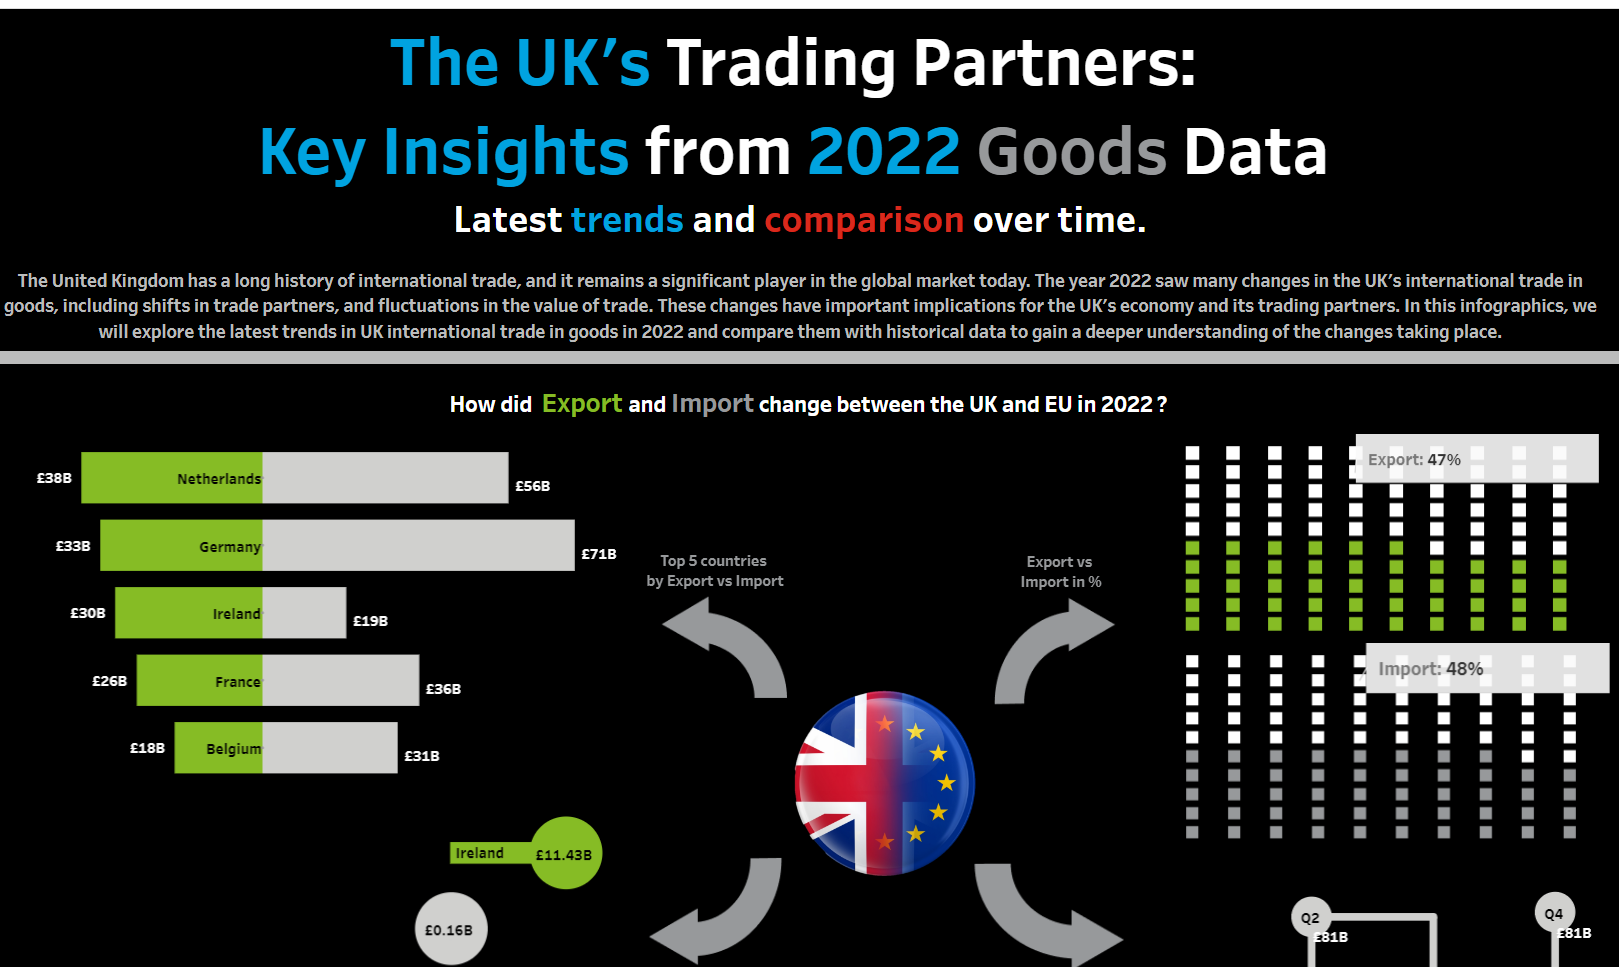 The UK’s Trading Partners:
Key Insights from 2022 Goods Data
Latest trends and comparison over time.
The United Kingdom has a long history of international trade, and it remains a significant player in the global market today. The year 2022 saw many changes in the UK’s international trade in
goods, including shifts in trade partners, and fluctuations in the value of trade. These changes have important implications for the UK’s economy and its trading partners. In this infographics, we
will explore the latest trends in UK international trade in goods in 2022 and compare them with historical data to gain a deeper understanding of the changes taking place.
How did Export and Import change between the UK and EU in 2022 ?
£38B Netherlands £56B
£33B Germany £71B
£30B Ireland £19B
£26B France £36B
£18B Belgium £31B
Top 5 countries
by Export vs Import
Export vs
Import in %
Export: 47%
Import: 48%
Ireland £11.43B
£0.16B
Q2
£81B
Q4
£81B